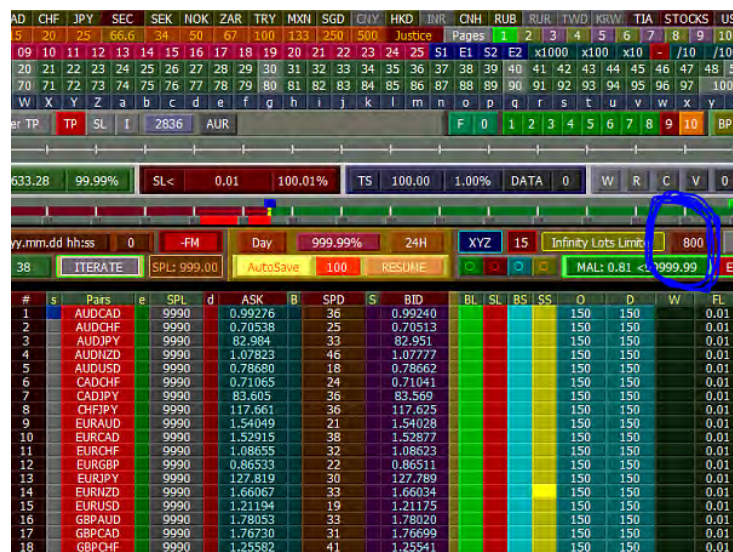 AD CHF JPY SEC SEK NOK ZAR TRY MXN SGD CNY HKD INR CNH RUB RUR TWD KRW TIA STOCKS US
5 20 25 66.6 34 50 67 100 133 250 500 Justice Pages 1 2 3 4 5 6 7 8 9 10
09 10 11 12 13 14 15 16 17 18 19 20 21 22 23 24 25 S1 E1 S2 E2 x1000 x100 x10 - /10 /10
20 21 22 23 24 25 26 27 28 29 30 31 32 33 34 35 36 37 38 39 40 41 42 43 44 45 46 47 48
70 71 72 73 74 75 76 77 78 79 80 81 82 83 84 85 86 87 88 89 90 91 92 93 94 95 96 97 100
W X Y Z a b c d e f g h i j k l m n o p q r s t u v w x y
er TP TP SL I 2836 AUR F 0 1 2 3 4 5 6 7 8 9 10 BP
633.28 99.99% SL< 0.01 100.01% TS 100.00 1.00% DATA 0 W R C V 0
yy.mm.dd hh:ss 0 -FM Day 999.99% 24H XYZ 15 Infinity Lots Limite 800
38 ITERATE SPL: 999.00 AutoSave 100 RESUME MAL: 0.81 < 99999.99 E
# s Pairs e SPL d ASK B SPD S BID BL SL BS SS O D W FL
1 AUDCAD 9990 0.99276 36 0.99240 150 150 0.01
2 AUDCHF 9990 0.70538 25 0.70513 150 150 0.01
3 AUDJPY 9990 82.984 33 82.951 150 150 0.01
4 AUDNZD 9990 1.07823 46 1.07777 150 150 0.01
5 AUDUSD 9990 0.78680 18 0.78662 150 150 0.01
6 CADCHF 9990 0.71065 24 0.71041 150 150 0.01
7 CADJPY 9990 83.605 36 83.569 150 150 0.01
8 CHFJPY 9990 117.661 36 117.625 150 150 0.01
9 EURAUD 9990 1.54049 21 1.54028 150 150 0.01
10 EURCAD 9990 1.52915 38 1.52877 150 150 0.01
11 EURCHF 9990 1.08655 32 1.08623 150 150 0.01
12 EURGBP 9990 0.86533 22 0.86511 150 150 0.01
13 EURJPY 9990 127.819 30 127.789 150 150 0.01
14 EURNZD 9990 1.66067 33 1.66034 150 150 0.01
15 EURUSD 9990 1.21194 19 1.21175 150 150 0.01
16 GBPAUD 9990 1.78053 33 1.78020 150 150 0.01
17 GBPCAD 9990 1.76730 31 1.76699 150 150 0.01
18 GBPCHF 9990 1.25582 41 1.25541 150 150 0.01